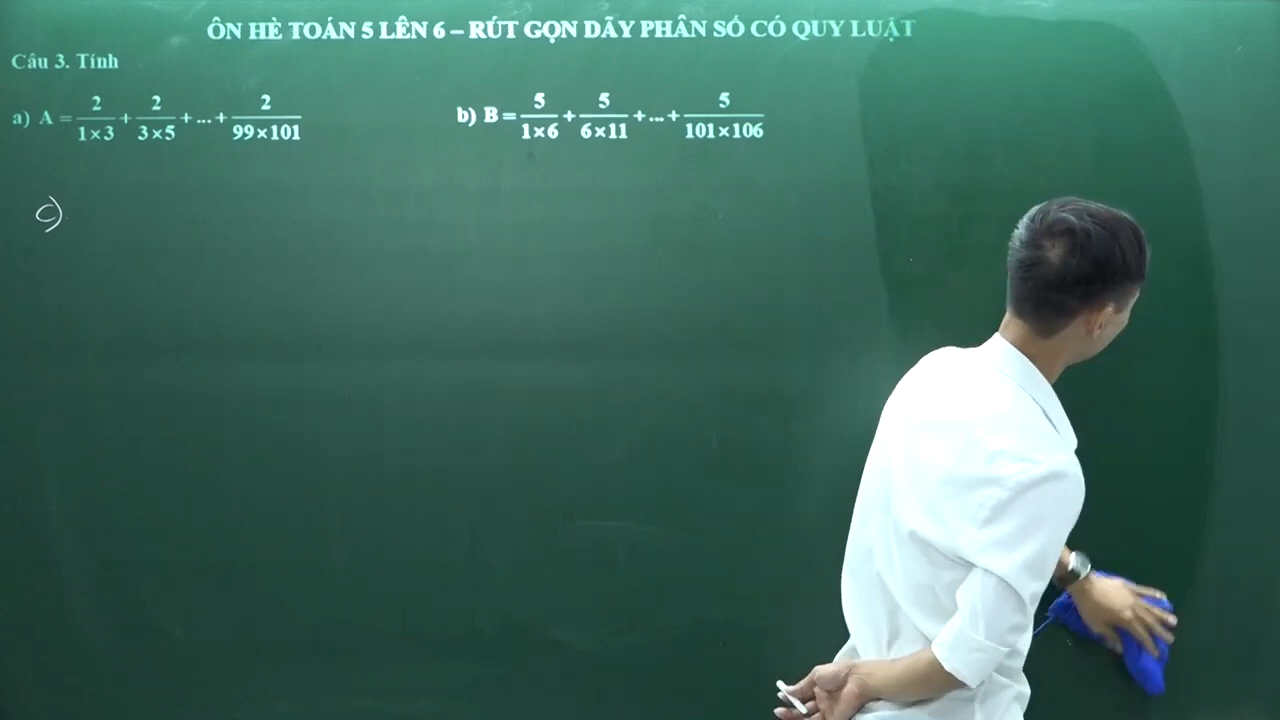 ÔN HÈ TOÁN 5 LÊN 6 – RÚT GỌN DÃY PHÂN SỐ CÓ QUY LUẬT
Câu 3. Tính
a) A = 2/(1×3) + 2/(3×5) + ... + 2/(99×101)
b) B = 5/(1×6) + 5/(6×11) + ... + 5/(101×106)
c)